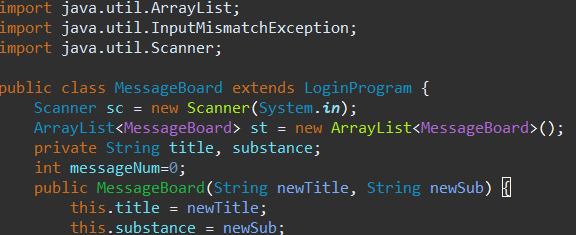 import java.util.ArrayList;
import java.util.InputMismatchException;
import java.util.Scanner;
public class MessageBoard extends LoginProgram {
Scanner sc = new Scanner(System.in);
ArrayList<MessageBoard> st = new ArrayList<MessageBoard>();
private String title, substance;
int messageNum=0;
public MessageBoard(String newTitle, String newSub) {
this.title = newTitle;
this.substance = newSub;